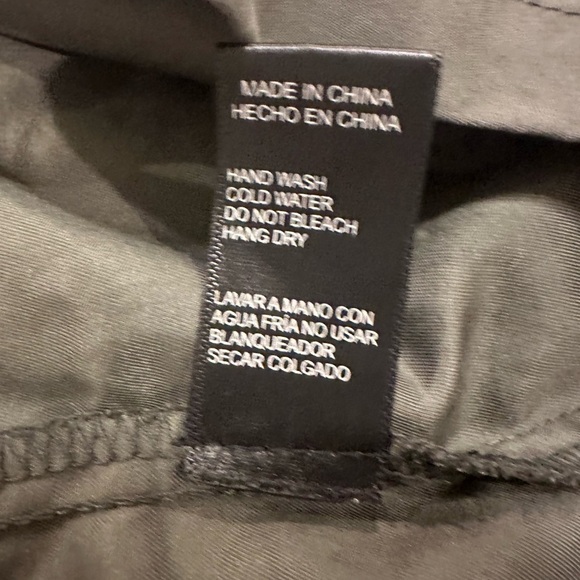 MADE IN CHINA
HECHO EN CHINA
HAND WASH
COLD WATER
DO NOT BLEACH
HANG DRY
LAVAR A MANO CON
AGUA FRÍA NO USAR
BLANQUEADOR
SECAR COLGADO